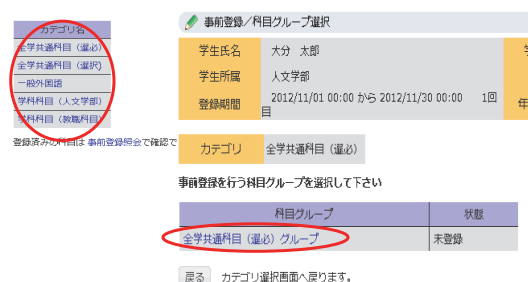 カテゴリ名
全学共通科目（選必）
全学共通科目（選択）
一般外国語
学科科目（人文学部）
学科科目（教職科目）
登録済みの科目は 事前登録照会で確認で
事前登録／科目グループ選択
学生氏名 大分 太郎
学生所属 人文学部
登録期間 2012/11/01 00:00 から 2012/11/30 00:00 1回
目
年
カテゴリ 全学共通科目（選必）
事前登録を行う科目グループを選択して下さい
科目グループ 状態
全学共通科目（選必）グループ 未登録
戻る カテゴリ選択画面へ戻ります。